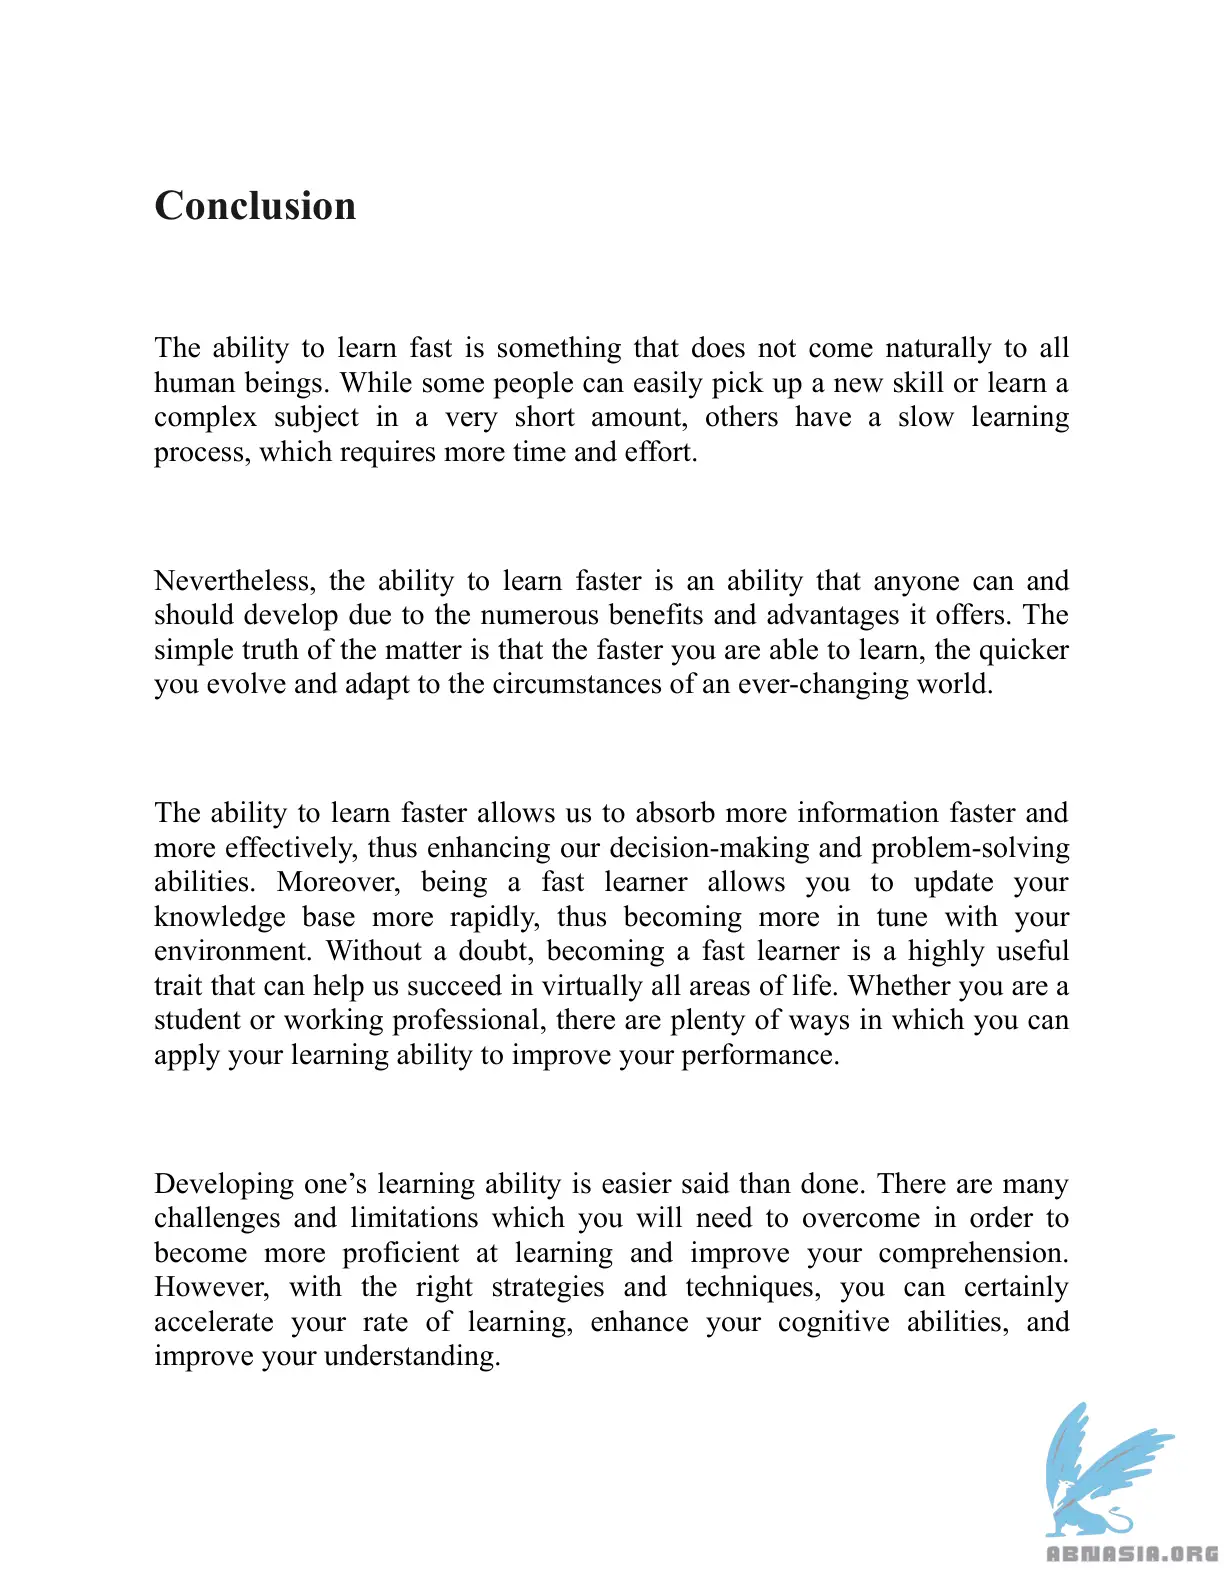 Conclusion
The ability to learn fast is something that does not come naturally to all
human beings. While some people can easily pick up a new skill or learn a
complex subject in a very short amount, others have a slow learning
process, which requires more time and effort.
Nevertheless, the ability to learn faster is an ability that anyone can and
should develop due to the numerous benefits and advantages it offers. The
simple truth of the matter is that the faster you are able to learn, the quicker
you evolve and adapt to the circumstances of an ever-changing world.
The ability to learn faster allows us to absorb more information faster and
more effectively, thus enhancing our decision-making and problem-solving
abilities. Moreover, being a fast learner allows you to update your
knowledge base more rapidly, thus becoming more in tune with your
environment. Without a doubt, becoming a fast learner is a highly useful
trait that can help us succeed in virtually all areas of life. Whether you are a
student or working professional, there are plenty of ways in which you can
apply your learning ability to improve your performance.
Developing one’s learning ability is easier said than done. There are many
challenges and limitations which you will need to overcome in order to
become more proficient at learning and improve your comprehension.
However, with the right strategies and techniques, you can certainly
accelerate your rate of learning, enhance your cognitive abilities, and
improve your understanding.
ABNASIA.ORG